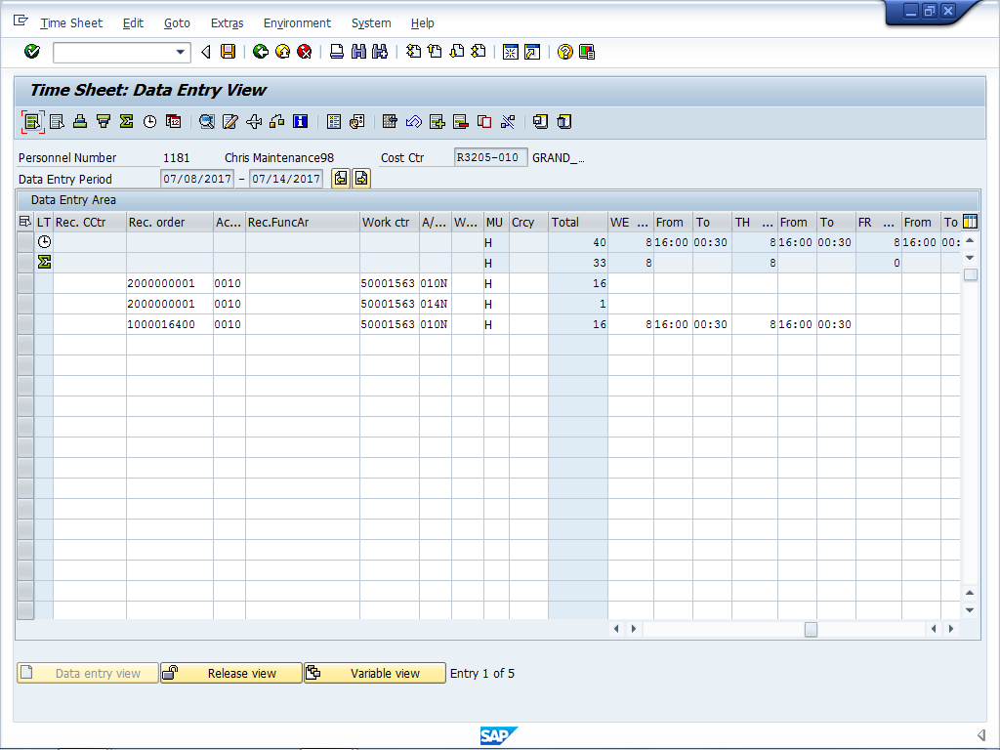 Time Sheet Edit Goto Extras Environment System Help
Time Sheet: Data Entry View
Personnel Number 1181 Chris Maintenance98 Cost Ctr R3205-010 GRAND_...
Data Entry Period 07/08/2017 - 07/14/2017
Data Entry Area
LT Rec. CCtr Rec. order Ac... Rec.FuncAr Work ctr A/... W... MU Crcy Total WE ... From To TH ... From To FR ... From To
H 40 8 16:00 00:30 8 16:00 00:30 8 16:00 00:
H 33 8 8 0
2000000001 0010 50001563 010N H 16
2000000001 0010 50001563 014N H 1
1000016400 0010 50001563 010N H 16 8 16:00 00:30 8 16:00 00:30
Data entry view Release view Variable view Entry 1 of 5
SAP